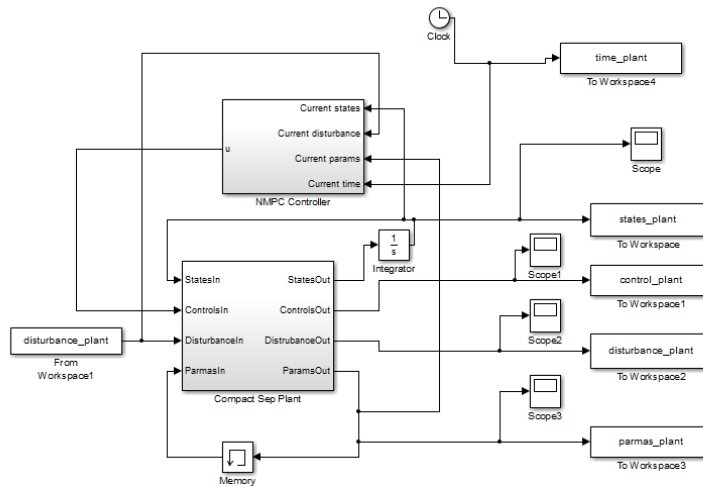 Clock
time_plant
To Workspace4
Current states
Current disturbance
u
Current params
Current time
NMPC Controller
Scope
states_plant
To Workspace
1
s
Integrator
Scope1
control_plant
To Workspace1
StatesIn
StatesOut
ControlsIn
ControlsOut
disturbance_plant
From
Workspace1
DisturbanceIn
DistrubanceOut
Scope2
disturbance_plant
To Workspace2
ParmasIn
ParamsOut
Compact Sep Plant
Scope3
parmas_plant
To Workspace3
Memory